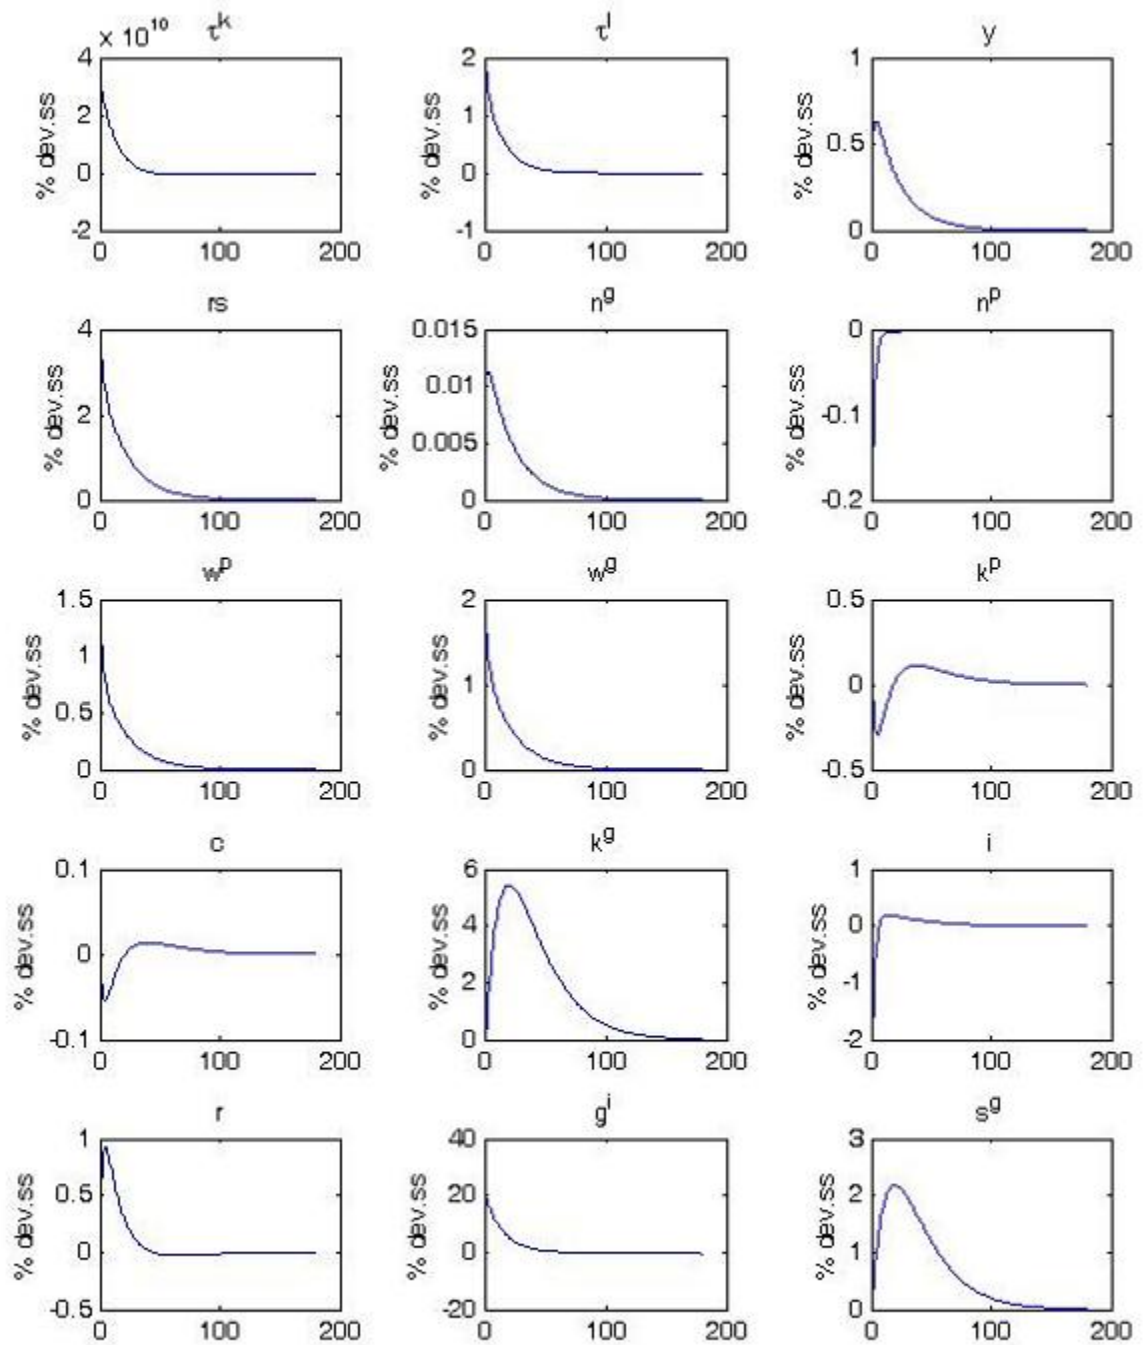 × 10^10 τ^k τ^l y
4 2 1
2 1 0.5
0 0 0
-2 -1
% dev.ss % dev.ss % dev.ss
0 100 200 0 100 200 0 100 200
rs n^g n^p
4 0.015 0
2 0.01 -0.1
0 0.005 -0.2
0
% dev.ss % dev.ss % dev.ss
0 100 200 0 100 200 0 100 200
w^p w^g k^p
1.5 2 0.5
1 1 0
0.5 0 -0.5
0
% dev.ss % dev.ss % dev.ss
0 100 200 0 100 200 0 100 200
c k^g i
0.1 6 1
0 4 0
-0.1 2 -1
0 -2
% dev.ss % dev.ss % dev.ss
0 100 200 0 100 200 0 100 200
r g^i s^g
1 40 3
0.5 20 2
0 0 1
-0.5 -20 0
% dev.ss % dev.ss % dev.ss
0 100 200 0 100 200 0 100 200